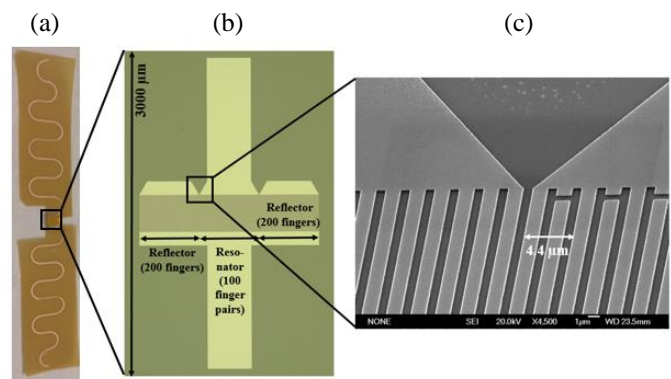 (a)
(b)
(c)
3000 µm
Reflector
(200 fingers)
Reflector
(200 fingers)
Reso-
nator
(100
finger
pairs)
4.4 µm
NONE SEI 20.0kV X4,500 1µm WD 23.5mm